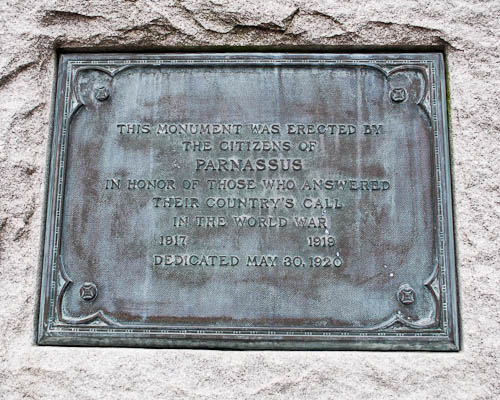 THIS MONUMENT WAS ERECTED BY
THE CITIZENS OF
PARNASSUS
IN HONOR OF THOSE WHO ANSWERED
THEIR COUNTRY'S CALL
IN THE WORLD WAR
1917 1919
DEDICATED MAY 30, 1920